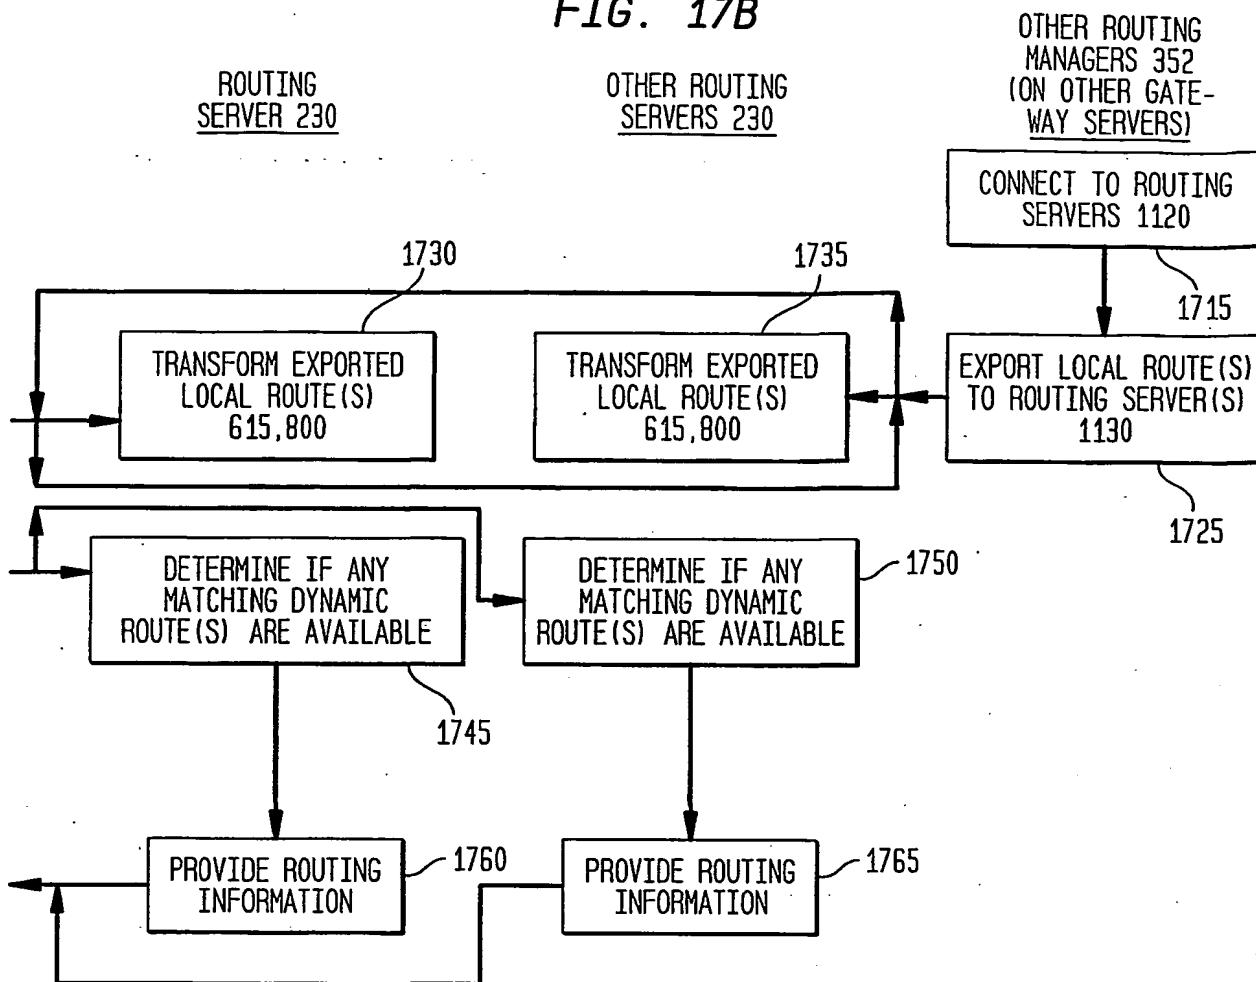 FIG. 17B
ROUTING
SERVER 230
OTHER ROUTING
SERVERS 230
OTHER ROUTING
MANAGERS 352
(ON OTHER GATE-
WAY SERVERS)
CONNECT TO ROUTING
SERVERS 1120
1715
1730
TRANSFORM EXPORTED
LOCAL ROUTE(S)
615,800
1735
TRANSFORM EXPORTED
LOCAL ROUTE(S)
615,800
EXPORT LOCAL ROUTE(S)
TO ROUTING SERVER(S)
1130
1725
DETERMINE IF ANY
MATCHING DYNAMIC
ROUTE(S) ARE AVAILABLE
1745
DETERMINE IF ANY
MATCHING DYNAMIC
ROUTE(S) ARE AVAILABLE
1750
PROVIDE ROUTING
INFORMATION
1760
PROVIDE ROUTING
INFORMATION
1765